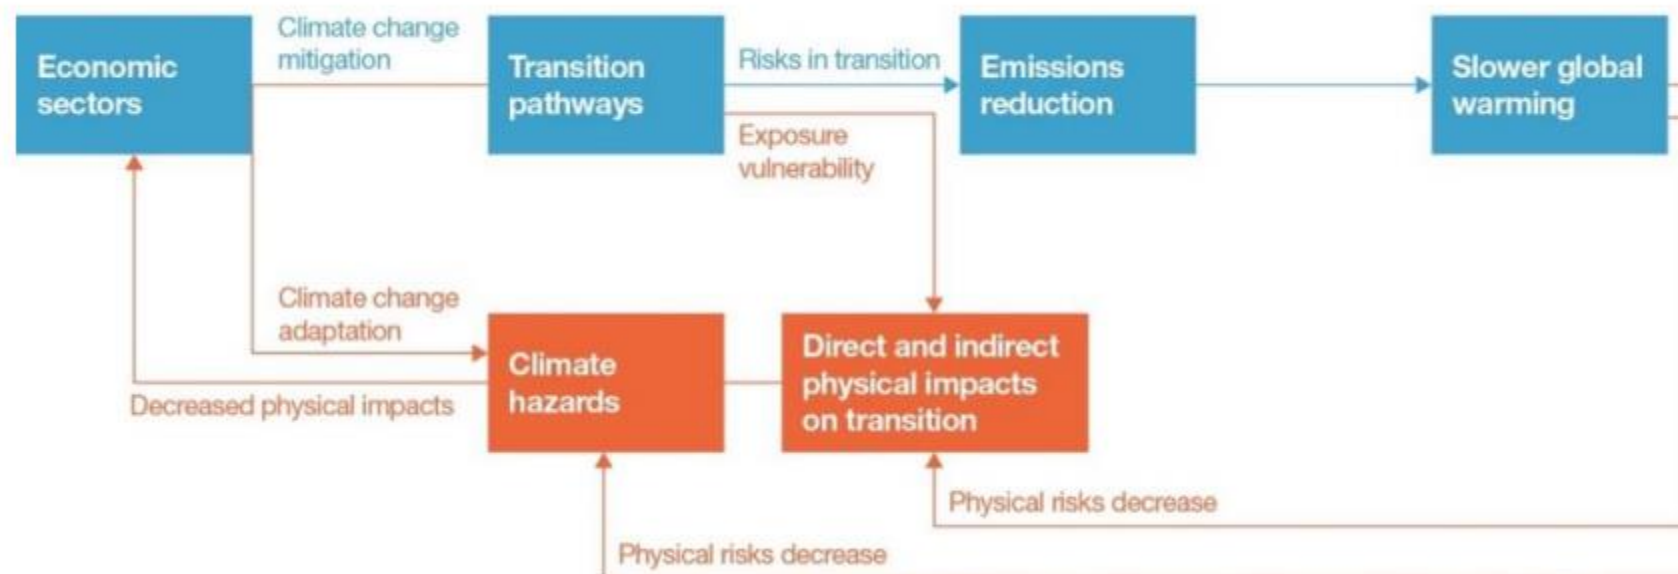 Climate change
mitigation
Economic
sectors
Transition
pathways
Risks in transition
Emissions
reduction
Slower global
warming
Exposure
vulnerability
Climate change
adaptation
Climate
hazards
Direct and indirect
physical impacts
on transition
Decreased physical impacts
Physical risks decrease
Physical risks decrease